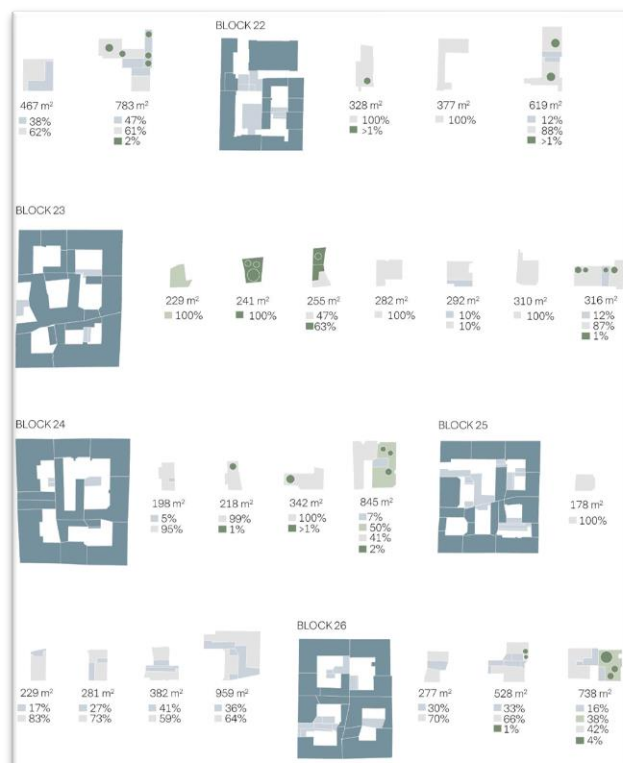 BLOCK 22
467 m²
38%
62%
783 m²
47%
61%
2%
328 m²
100%
>1%
377 m²
100%
619 m²
12%
88%
>1%
BLOCK 23
229 m²
100%
241 m²
100%
255 m²
47%
63%
282 m²
100%
292 m²
10%
10%
310 m²
100%
316 m²
12%
87%
1%
BLOCK 24
198 m²
5%
95%
218 m²
99%
1%
342 m²
100%
>1%
845 m²
7%
50%
41%
2%
BLOCK 25
178 m²
100%
229 m²
17%
83%
281 m²
27%
73%
382 m²
41%
59%
959 m²
36%
64%
BLOCK 26
277 m²
30%
70%
528 m²
33%
66%
1%
738 m²
16%
38%
42%
4%